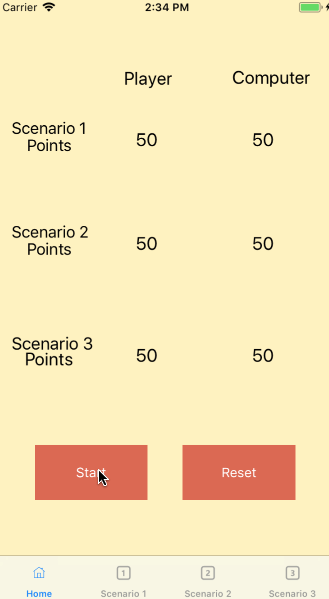 Carrier 2:34 PM
Player Computer
Scenario 1
Points
50 50
Scenario 2
Points
50 50
Scenario 3
Points
50 50
Start Reset
1 2 3
Home Scenario 1 Scenario 2 Scenario 3